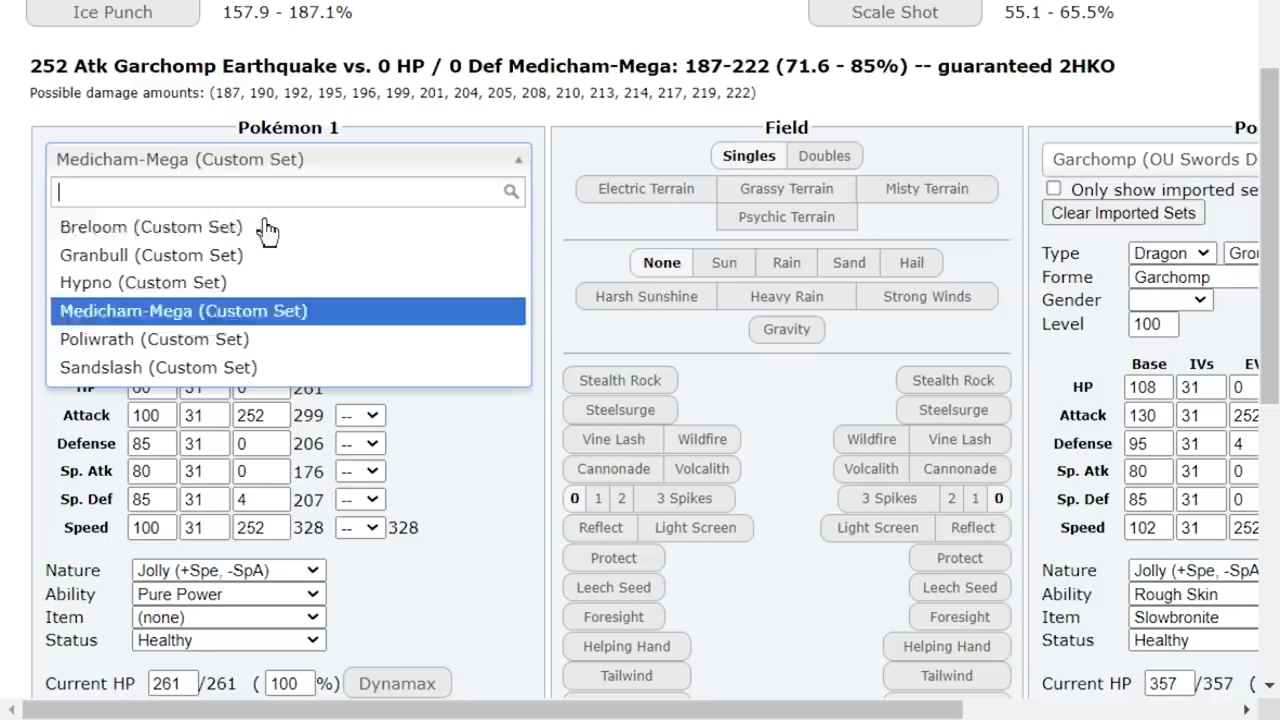 Ice Punch 157.9 - 187.1% Scale Shot 55.1 - 65.5%
252 Atk Garchomp Earthquake vs. 0 HP / 0 Def Medicham-Mega: 187-222 (71.6 - 85%) -- guaranteed 2HKO
Possible damage amounts: (187, 190, 192, 195, 196, 199, 201, 204, 205, 208, 210, 213, 214, 217, 219, 222)
Pokémon 1
Medicham-Mega (Custom Set)
Breloom (Custom Set)
Granbull (Custom Set)
Hypno (Custom Set)
Medicham-Mega (Custom Set)
Poliwrath (Custom Set)
Sandslash (Custom Set)
261
Attack 100 31 252 299 --
Defense 85 31 0 206 --
Sp. Atk 80 31 0 176 --
Sp. Def 85 31 4 207 --
Speed 100 31 252 328 -- 328
Nature Jolly (+Spe, -SpA)
Ability Pure Power
Item (none)
Status Healthy
Current HP 261 /261 ( 100 %) Dynamax
Field
Singles Doubles
Electric Terrain Grassy Terrain Misty Terrain
Psychic Terrain
None Sun Rain Sand Hail
Harsh Sunshine Heavy Rain Strong Winds
Gravity
Stealth Rock Stealth Rock
Steelsurge Steelsurge
Vine Lash Wildfire Wildfire Vine Lash
Cannonade Volcalith Volcalith Cannonade
0 1 2 3 Spikes 3 Spikes 2 1 0
Reflect Light Screen Light Screen Reflect
Protect Protect
Leech Seed Leech Seed
Foresight Foresight
Helping Hand Helping Hand
Tailwind Tailwind
Po
Garchomp (OU Swords D
Only show imported se
Clear Imported Sets
Type Dragon Grou
Forme Garchomp
Gender
Level 100
Base IVs EV
HP 108 31 0
Attack 130 31 252
Defense 95 31 4
Sp. Atk 80 31 0
Sp. Def 85 31 0
Speed 102 31 252
Nature Jolly (+Spe, -SpA
Ability Rough Skin
Item Slowbronite
Status Healthy
Current HP 357 /357 (